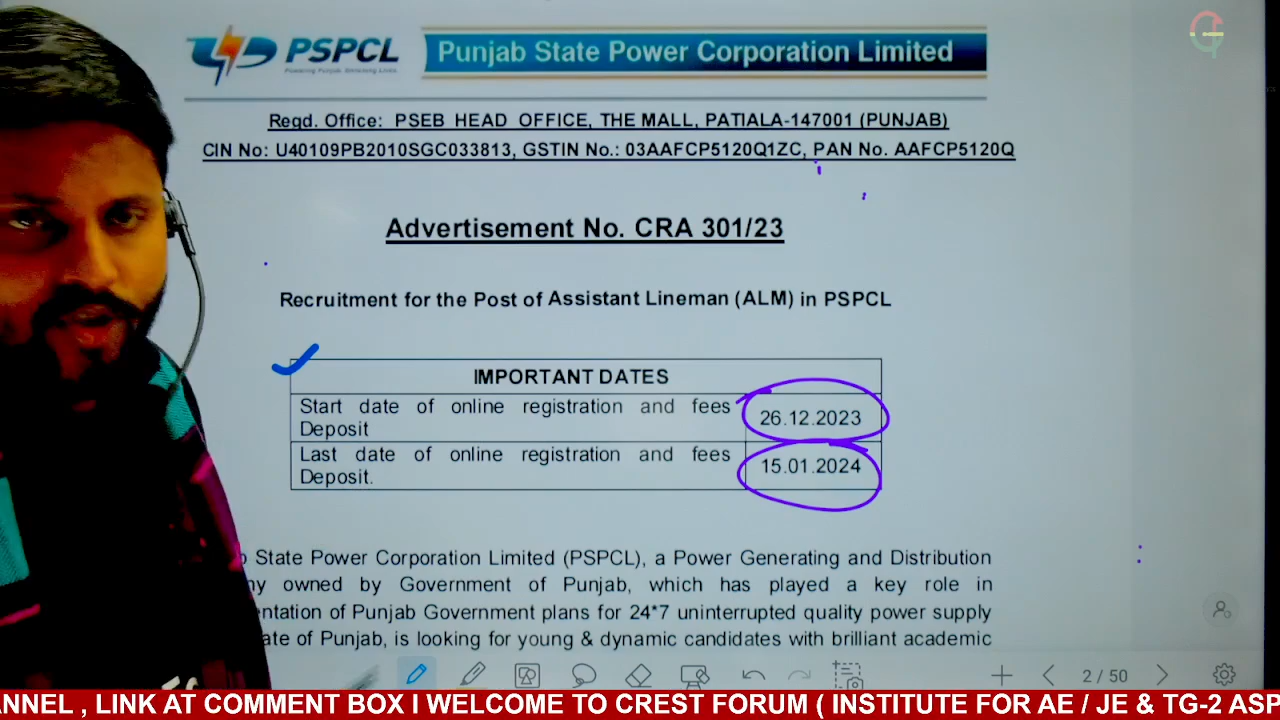 PSPCL
Punjab State Power Corporation Limited
Regd. Office: PSEB HEAD OFFICE, THE MALL, PATIALA-147001 (PUNJAB)
CIN No: U40109PB2010SGC033813, GSTIN No.: 03AAFCP5120Q1ZC, PAN No. AAFCP5120Q
Advertisement No. CRA 301/23
Recruitment for the Post of Assistant Lineman (ALM) in PSPCL
IMPORTANT DATES
Start date of online registration and fees Deposit
26.12.2023
Last date of online registration and fees Deposit.
15.01.2024
State Power Corporation Limited (PSPCL), a Power Generating and Distribution
owned by Government of Punjab, which has played a key role in
of Punjab Government plans for 24*7 uninterrupted quality power supply
of Punjab, is looking for young & dynamic candidates with brilliant academic
2 / 50
ANNEL , LINK AT COMMENT BOX I WELCOME TO CREST FORUM ( INSTITUTE FOR AE / JE & TG-2 ASP